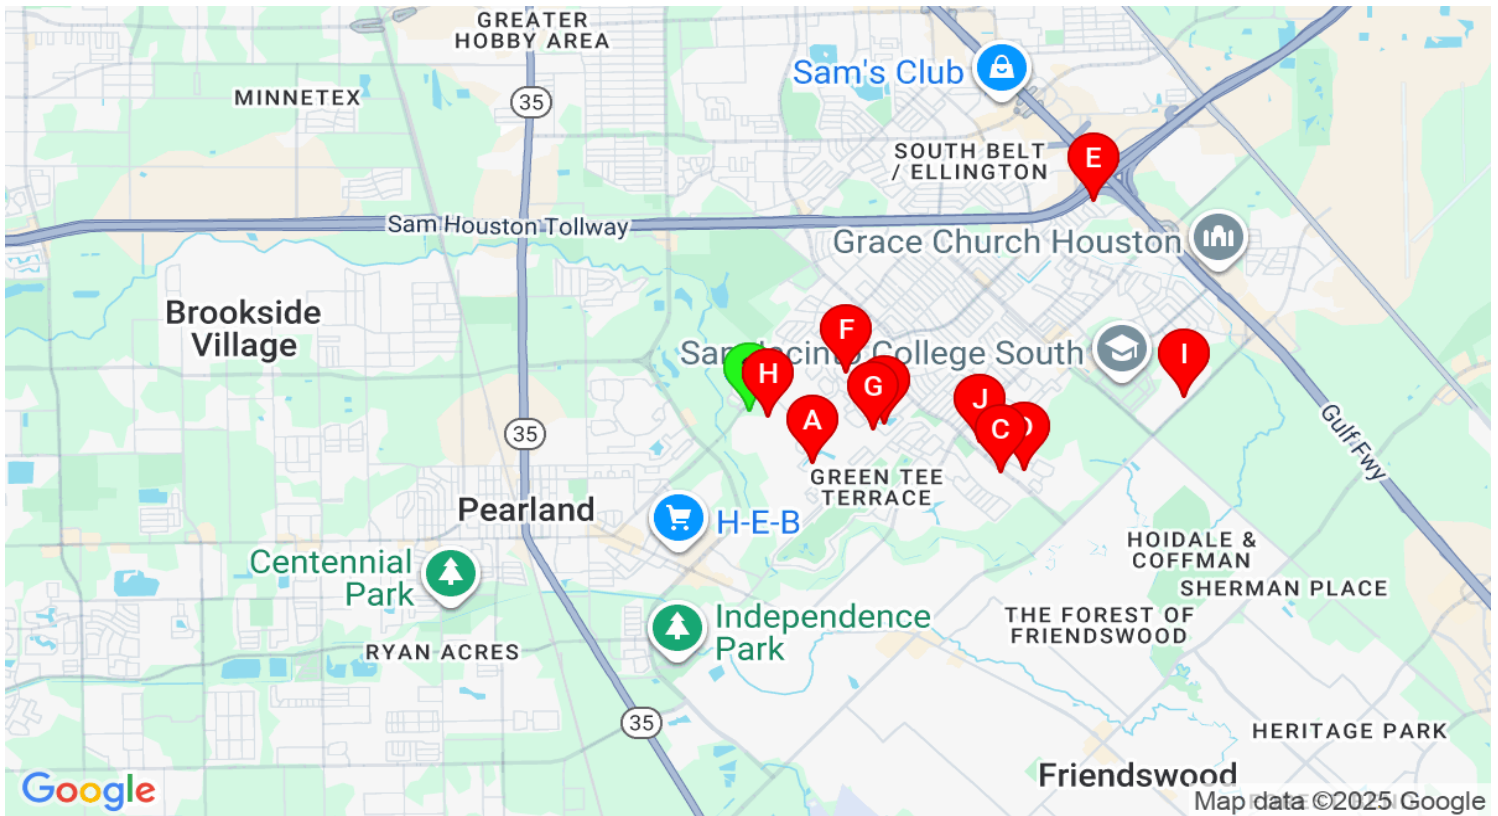 GREATER
HOBBY AREA
MINNETEX
35
Sam's Club
SOUTH BELT
/ ELLINGTON
E
Sam Houston Tollway
Grace Church Houston
Brookside
Village
F
San Jacinto College South
I
H
G
J
A
C
D
35
Gulf Fwy
GREEN TEE
TERRACE
Pearland
H-E-B
HOIDALE &
COFFMAN
Centennial
Park
SHERMAN PLACE
Independence
Park
THE FOREST OF
FRIENDSWOOD
RYAN ACRES
35
HERITAGE PARK
Friendswood
Google
Map data ©2025 Google